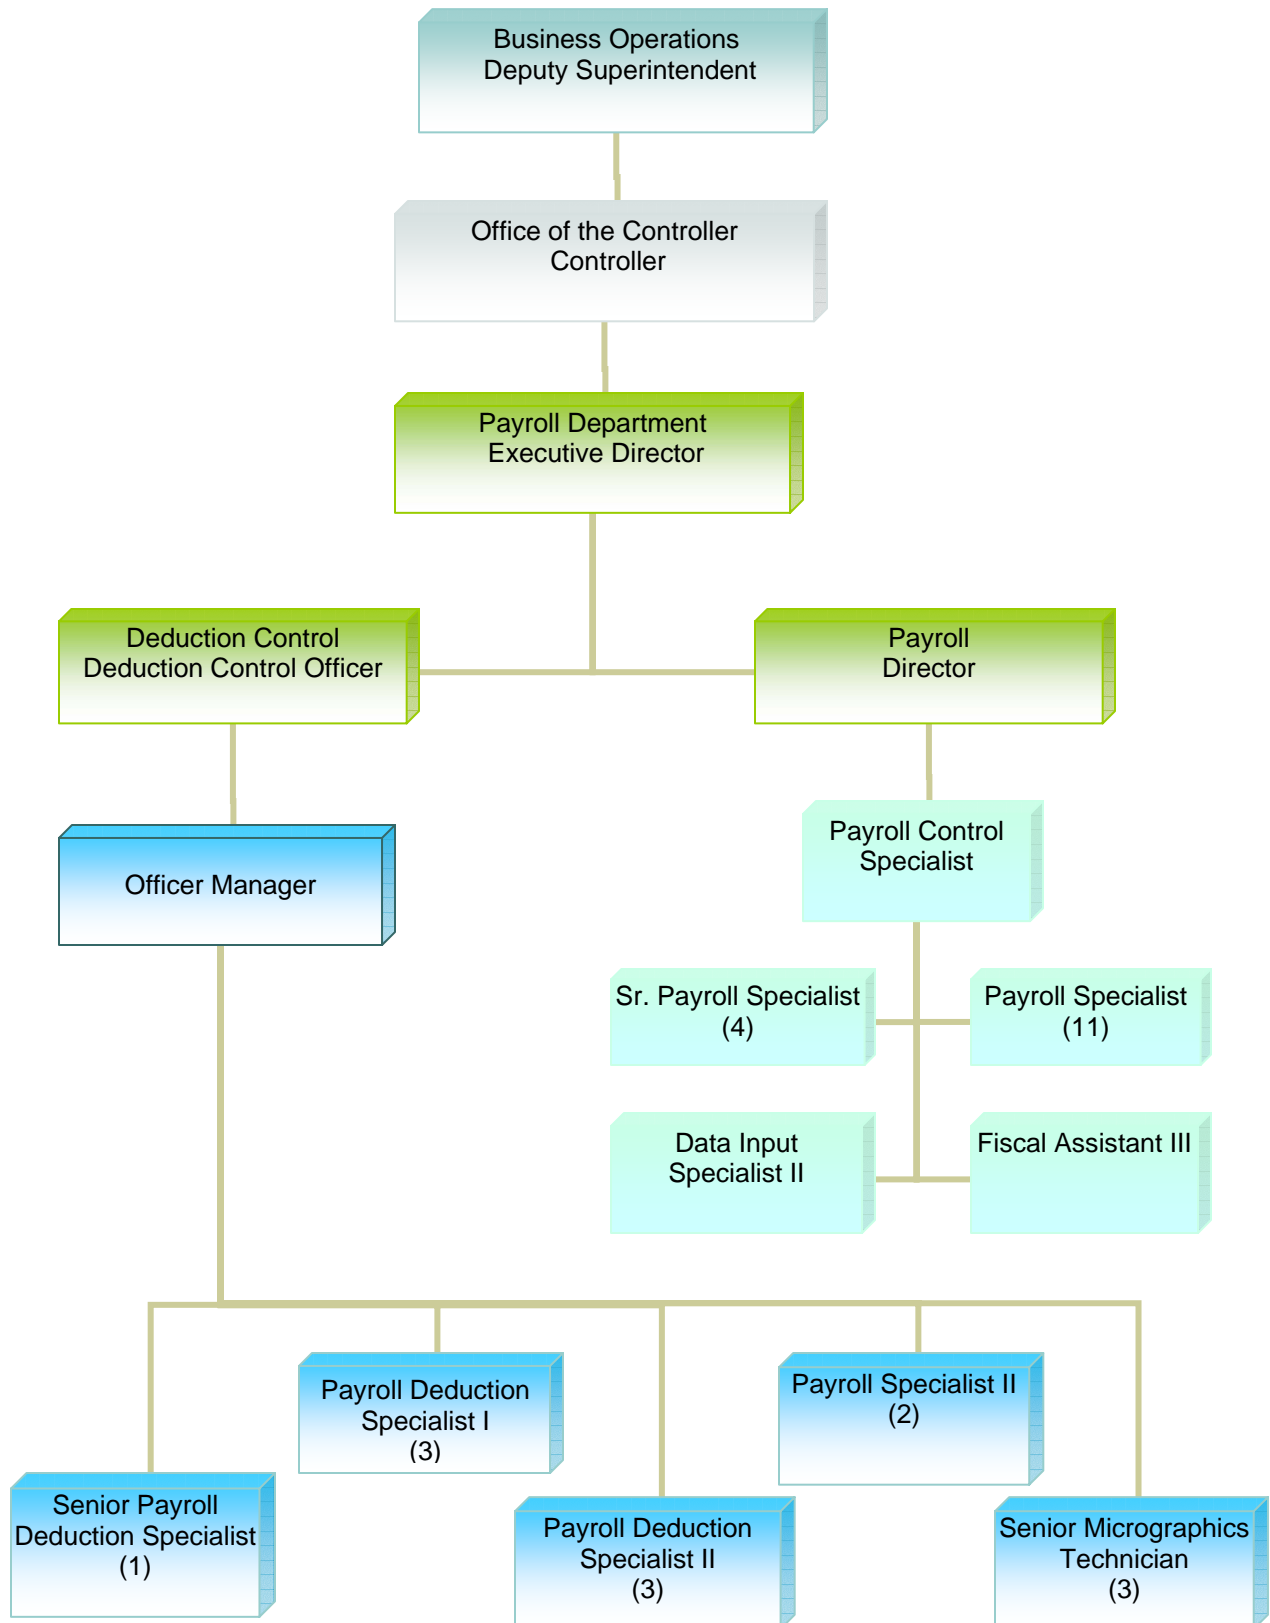 Business Operations
Deputy Superintendent
Office of the Controller
Controller
Payroll Department
Executive Director
Deduction Control
Deduction Control Officer
Payroll
Director
Officer Manager
Payroll Control
Specialist
Sr. Payroll Specialist
(4)
Payroll Specialist
(11)
Data Input
Specialist II
Fiscal Assistant III
Payroll Deduction
Specialist I
(3)
Payroll Specialist II
(2)
Senior Payroll
Deduction Specialist
(1)
Payroll Deduction
Specialist II
(3)
Senior Micrographics
Technician
(3)